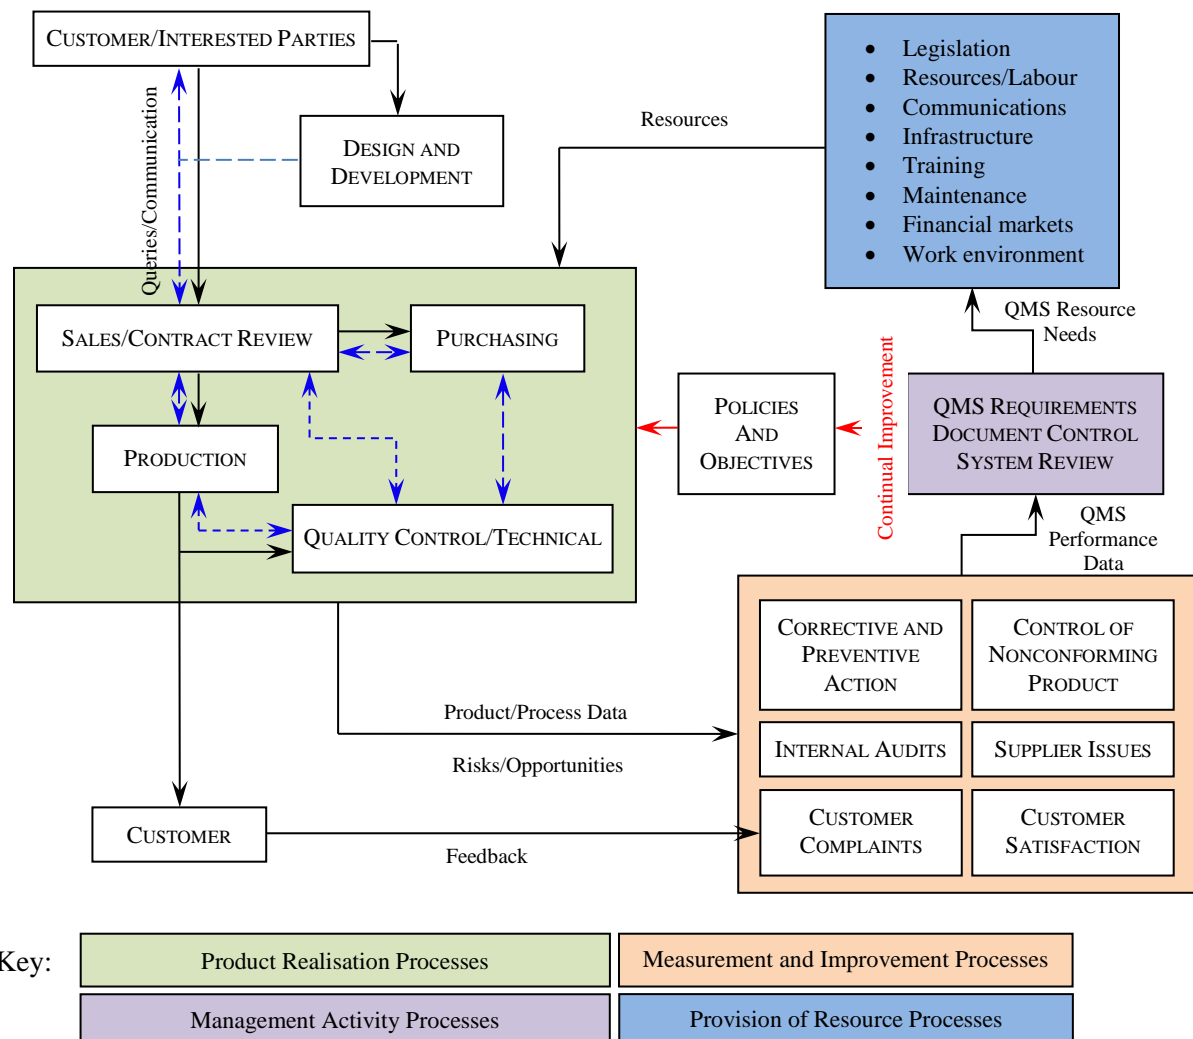 CUSTOMER/INTERESTED PARTIES
DESIGN AND
DEVELOPMENT
Queries/Communication
Resources
• Legislation
• Resources/Labour
• Communications
• Infrastructure
• Training
• Maintenance
• Financial markets
• Work environment
SALES/CONTRACT REVIEW
PURCHASING
PRODUCTION
QUALITY CONTROL/TECHNICAL
POLICIES
AND
OBJECTIVES
Continual Improvement
QMS Resource
Needs
QMS REQUIREMENTS
DOCUMENT CONTROL
SYSTEM REVIEW
QMS
Performance
Data
Product/Process Data
Risks/Opportunities
CORRECTIVE AND
PREVENTIVE
ACTION
CONTROL OF
NONCONFORMING
PRODUCT
INTERNAL AUDITS
SUPPLIER ISSUES
CUSTOMER
COMPLAINTS
CUSTOMER
SATISFACTION
CUSTOMER
Feedback
Key:
Product Realisation Processes
Measurement and Improvement Processes
Management Activity Processes
Provision of Resource Processes